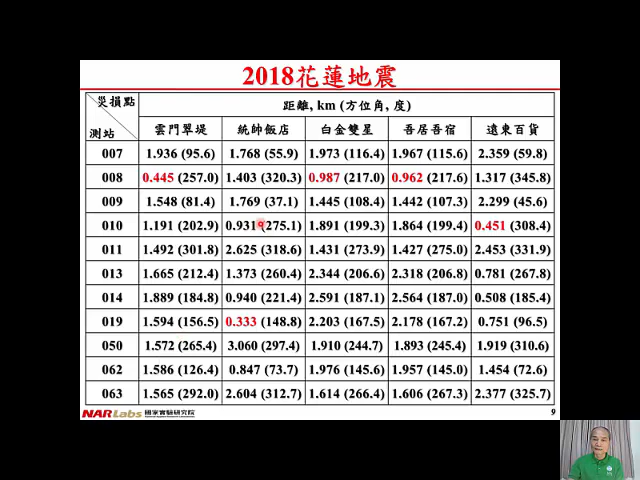 2018花蓮地震
災損點 距離, km (方位角, 度)
測站 雲門翠堤 統帥飯店 白金雙星 吾居吾宿 遠東百貨
007 1.936 (95.6) 1.768 (55.9) 1.973 (116.4) 1.967 (115.6) 2.359 (59.8)
008 0.445 (257.0) 1.403 (320.3) 0.987 (217.0) 0.962 (217.6) 1.317 (345.8)
009 1.548 (81.4) 1.769 (37.1) 1.445 (108.4) 1.442 (107.3) 2.299 (45.6)
010 1.191 (202.9) 0.931 (275.1) 1.891 (199.3) 1.864 (199.4) 0.451 (308.4)
011 1.492 (301.8) 2.625 (318.6) 1.431 (273.9) 1.427 (275.0) 2.453 (331.9)
013 1.665 (212.4) 1.373 (260.4) 2.344 (206.6) 2.318 (206.8) 0.781 (267.8)
014 1.889 (184.8) 0.940 (221.4) 2.591 (187.1) 2.564 (187.0) 0.508 (185.4)
019 1.594 (156.5) 0.333 (148.8) 2.203 (167.5) 2.178 (167.2) 0.751 (96.5)
050 1.572 (265.4) 3.060 (297.4) 1.910 (244.7) 1.893 (245.4) 1.919 (310.6)
062 1.586 (126.4) 0.847 (73.7) 1.976 (145.6) 1.957 (145.0) 1.454 (72.6)
063 1.565 (292.0) 2.604 (312.7) 1.614 (266.4) 1.606 (267.3) 2.377 (325.7)
NARLabs 國家實驗研究院 9